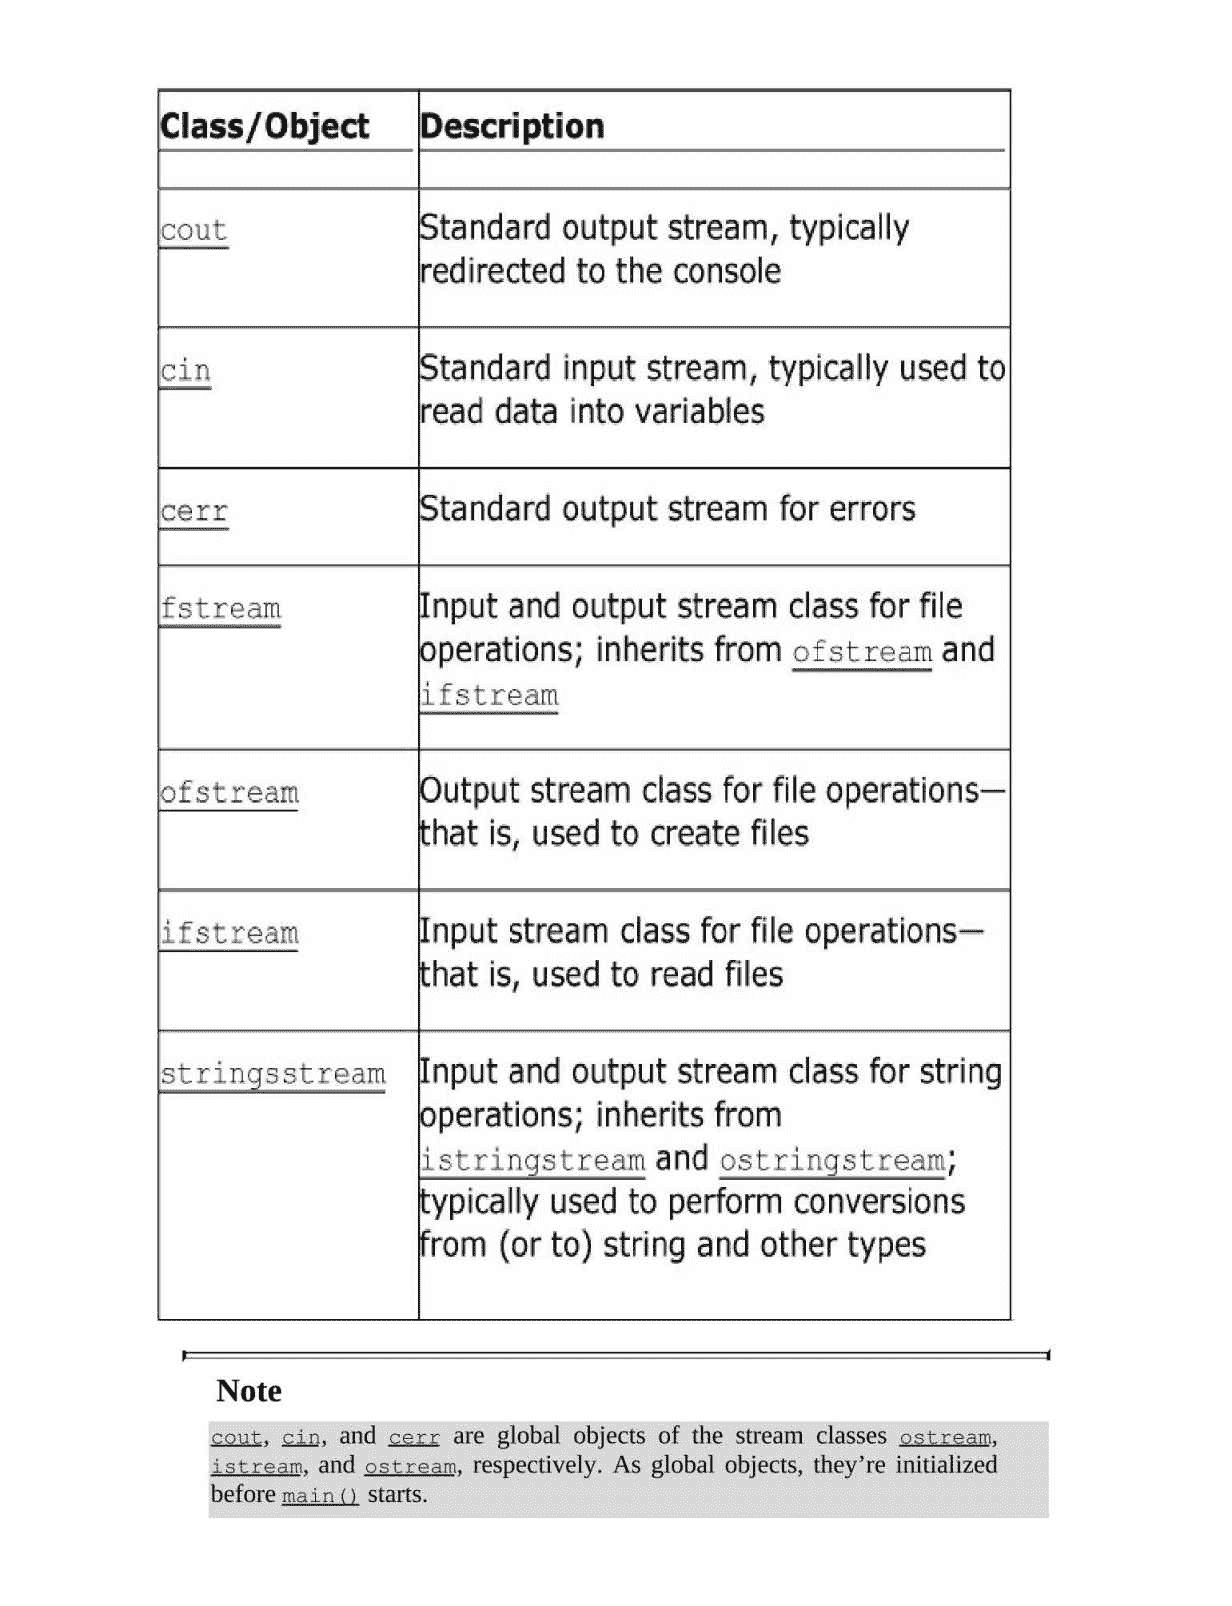 Class/Object Description
cout Standard output stream, typically
redirected to the console
cin Standard input stream, typically used to
read data into variables
cerr Standard output stream for errors
fstream Input and output stream class for file
operations; inherits from ofstream and
ifstream
ofstream Output stream class for file operations—
that is, used to create files
ifstream Input stream class for file operations—
that is, used to read files
stringsstream Input and output stream class for string
operations; inherits from
istringstream and ostringstream;
typically used to perform conversions
from (or to) string and other types
Note
cout, cin, and cerr are global objects of the stream classes ostream,
istream, and ostream, respectively. As global objects, they’re initialized
before main() starts.